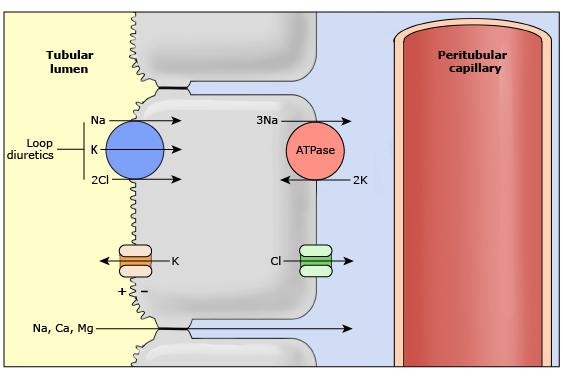 Tubular
lumen
Peritubular
capillary
Loop
diuretics
Na
K
2Cl
3Na
ATPase
2K
K
Cl
+ −
Na, Ca, Mg